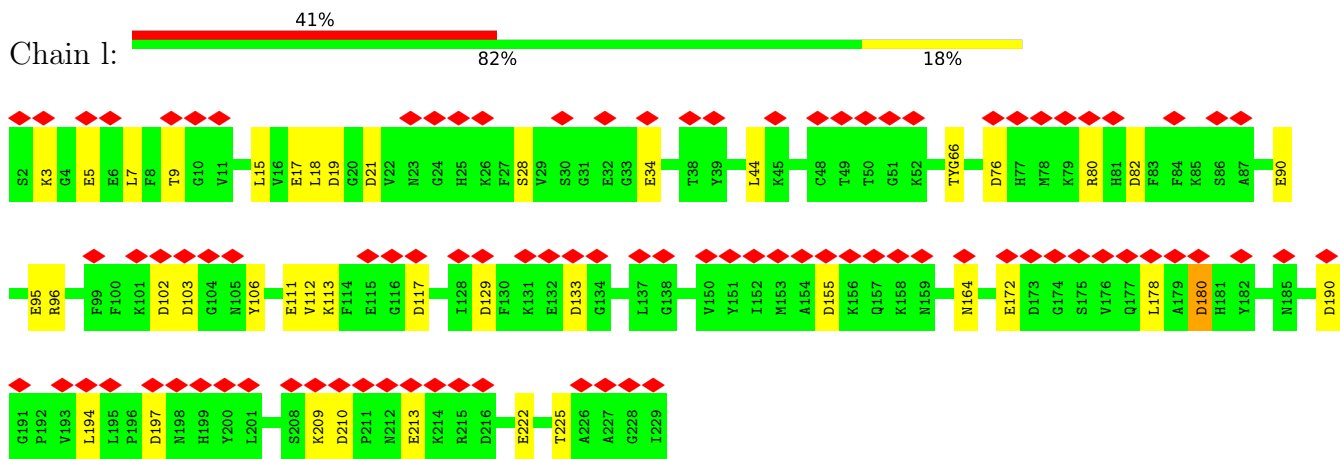 41%
Chain l:
82% 18%
S2 K3 G4 E5 E6 L7 F8 T9 G10 V11 L15 V16 E17 L18 D19 G20 D21 V22 N23 G24 H25 K26 F27 S28 V29 S30 G31 E32 G33 E34 T38 Y39 L44 K45 C48 T49 T50 G51 K52 TYG66 D76 H77 M78 K79 R80 H81 D82 F83 F84 K85 S86 A87 E90
E95 R96 F99 F100 K101 D102 D103 G104 N105 Y106 E111 V112 K113 F114 E115 G116 D117 I128 D129 F130 K131 E132 D133 G134 L137 G138 V150 Y151 I152 M153 A154 D155 K156 Q157 K158 N159 N164 E172 D173 G174 S175 V176 Q177 L178 A179 D180 H181 Y182 N185 D190
G191 P192 V193 L194 L195 P196 D197 N198 H199 Y200 L201 S208 K209 D210 P211 N212 E213 K214 R215 D216 E222 T225 A226 A227 G228 I229